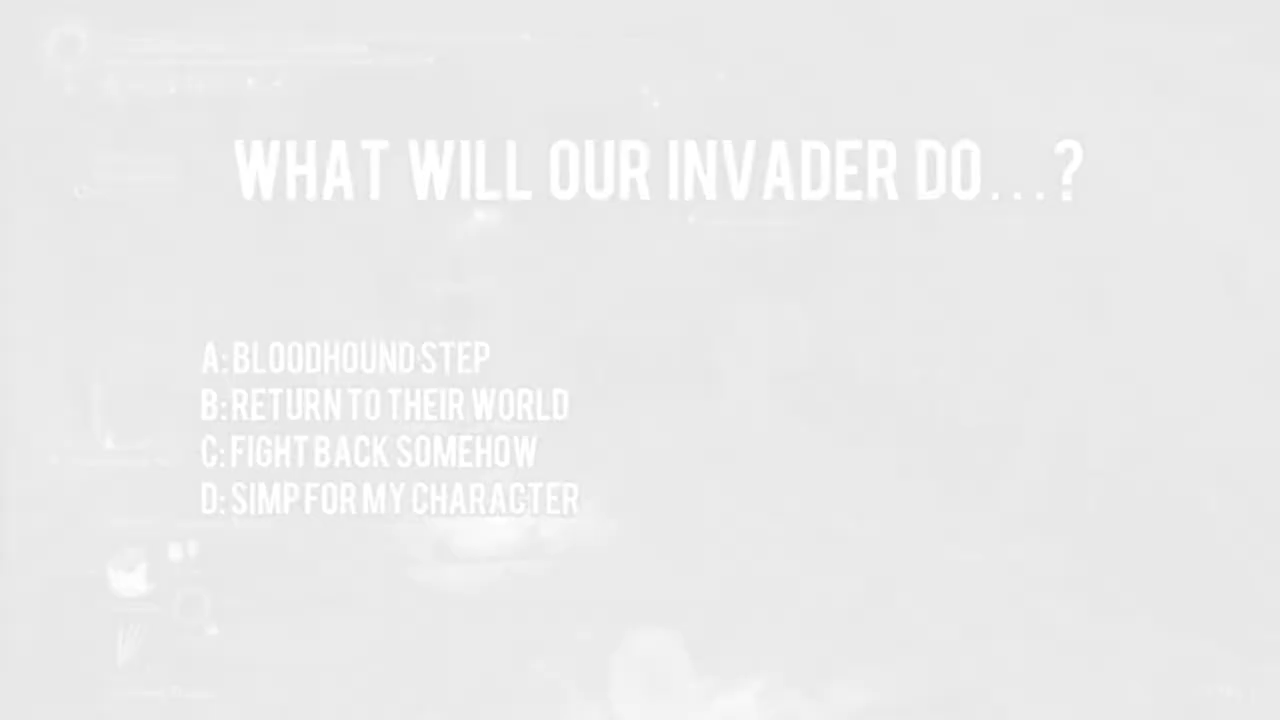 WHAT WILL OUR INVADER DO...?
A: BLOODHOUND STEP
B: RETURN TO THEIR WORLD
C: FIGHT BACK SOMEHOW
D: SIMP FOR MY CHARACTER